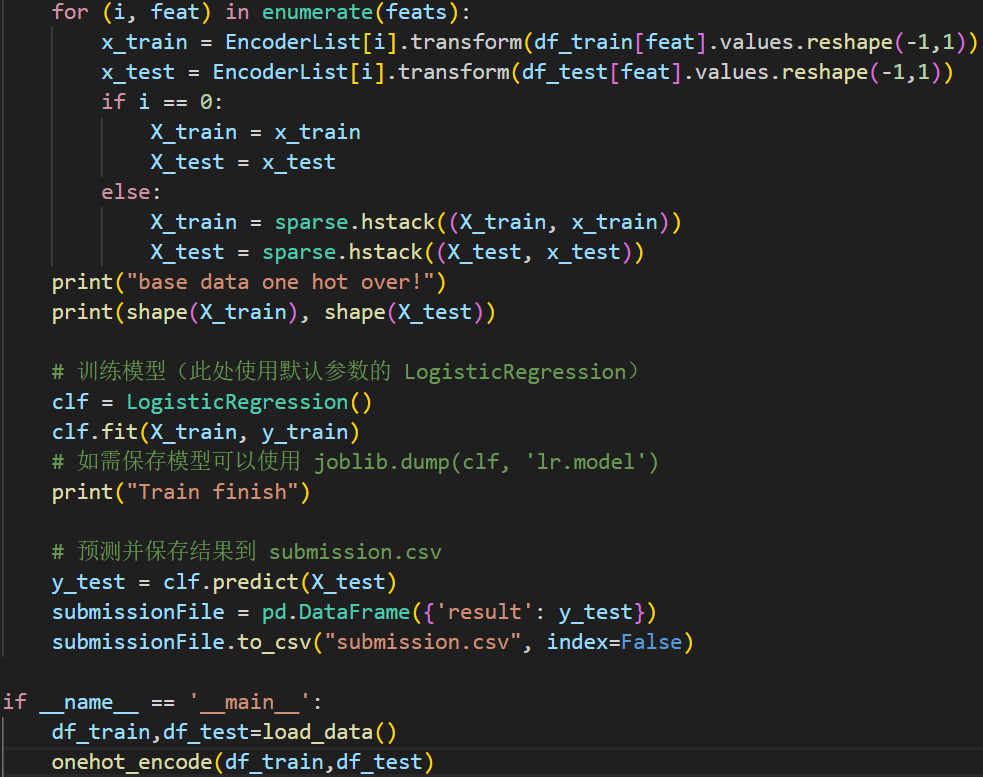 for (i, feat) in enumerate(feats):
x_train = EncoderList[i].transform(df_train[feat].values.reshape(-1,1))
x_test = EncoderList[i].transform(df_test[feat].values.reshape(-1,1))
if i == 0:
X_train = x_train
X_test = x_test
else:
X_train = sparse.hstack((X_train, x_train))
X_test = sparse.hstack((X_test, x_test))
print("base data one hot over!")
print(shape(X_train), shape(X_test))
# 训练模型（此处使用默认参数的 LogisticRegression）
clf = LogisticRegression()
clf.fit(X_train, y_train)
# 如需保存模型可以使用 joblib.dump(clf, 'lr.model')
print("Train finish")
# 预测并保存结果到 submission.csv
y_test = clf.predict(X_test)
submissionFile = pd.DataFrame({'result': y_test})
submissionFile.to_csv("submission.csv", index=False)
if __name__ == '__main__':
df_train,df_test=load_data()
onehot_encode(df_train,df_test)